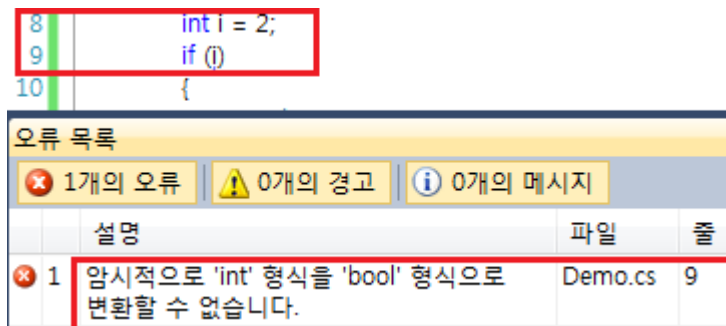 8 int i = 2;
9 if (i)
10 {
오류 목록
1개의 오류 0개의 경고 0개의 메시지
설명 파일 줄
1 암시적으로 'int' 형식을 'bool' 형식으로 Demo.cs 9
변환할 수 없습니다.